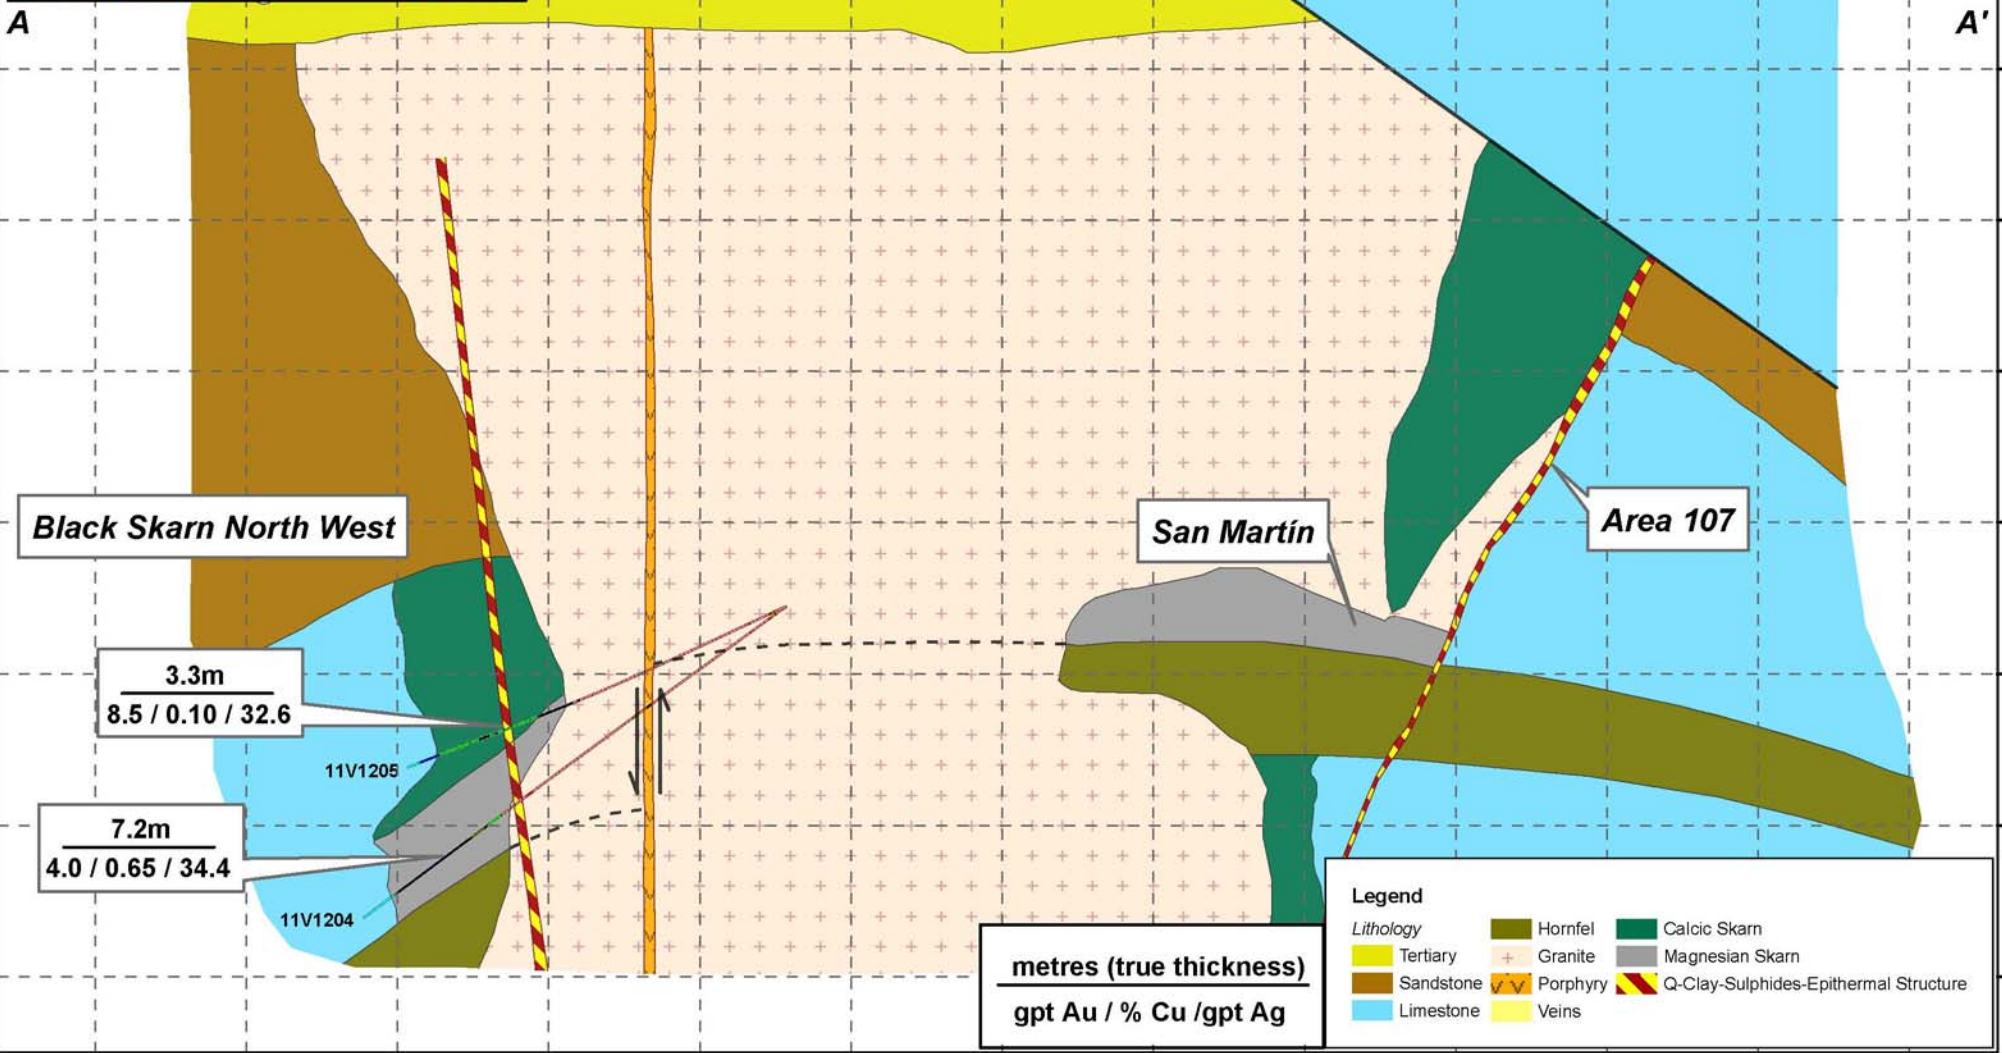 A
A'
Black Skarn North West
San Martín
Area 107
3.3m
8.5 / 0.10 / 32.6
11V1205
7.2m
4.0 / 0.65 / 34.4
11V1204
metres (true thickness)
gpt Au / % Cu /gpt Ag
Legend
Lithology
Tertiary
Sandstone
Limestone
Hornfel
Granite
Porphyry
Veins
Calcic Skarn
Magnesian Skarn
Q-Clay-Sulphides-Epithermal Structure